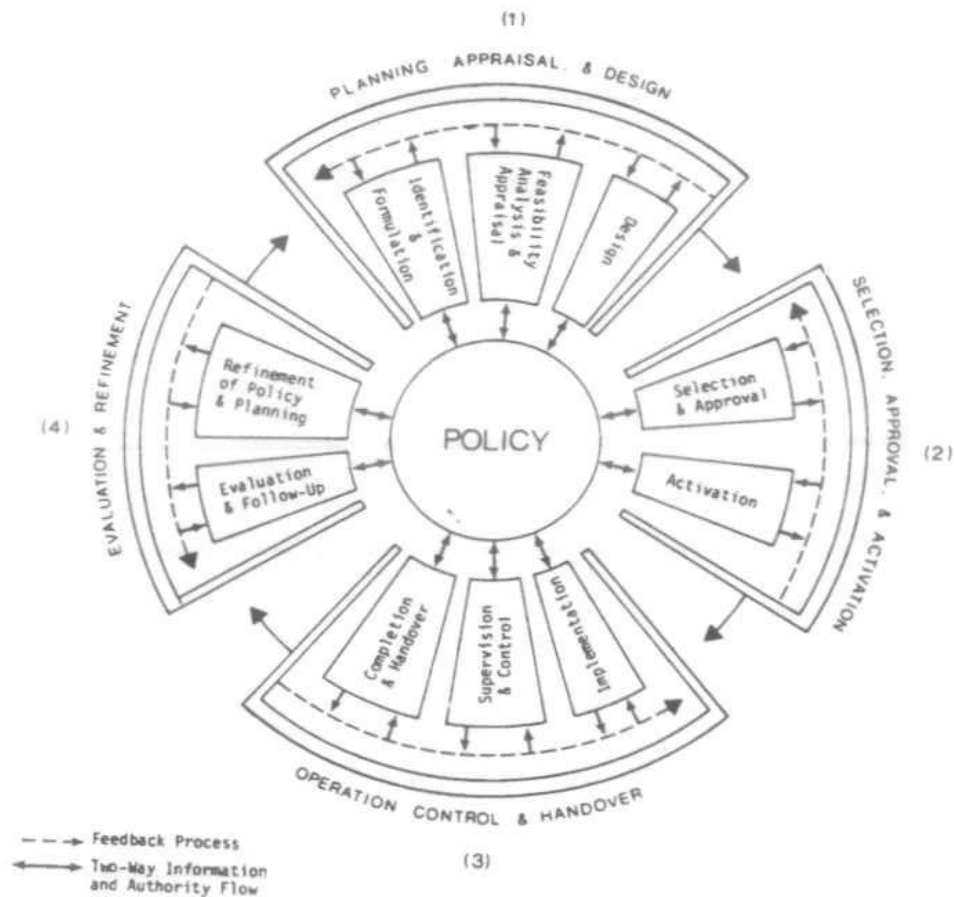 (1)
PLANNING APPRAISAL. & DESIGN
Identification
&
Formulation
Feasibility
Analysis &
Appraisal
Design
SELECTION. APPROVAL. & ACTIVATION
(2)
Selection
& Approval
Activation
POLICY
Implementation
Supervision
& Control
Completion
& Handover
OPERATION CONTROL & HANDOVER
(3)
EVALUATION & REFINEMENT
(4)
Evaluation
& Follow-Up
Refinement
of Policy
& Planning
Feedback Process
Two-Way Information
and Authority Flow